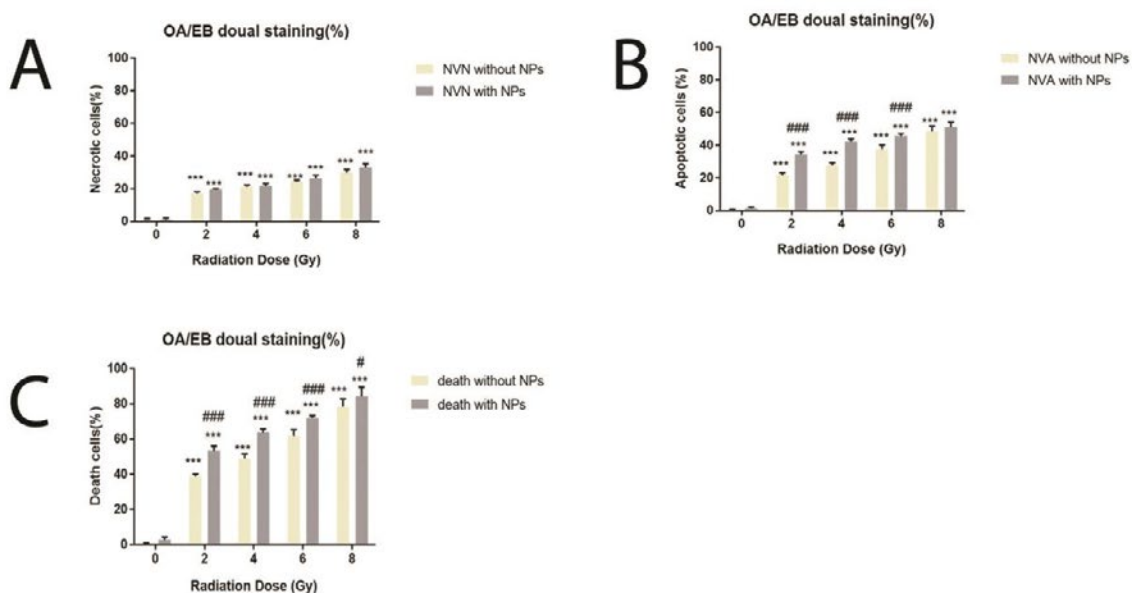 A
OA/EB doual staining(%)
NVN without NPs
NVN with NPs
Necrotic cells(%)
100
80
60
40
20
0
*** *** *** *** *** *** *** ***
0 2 4 6 8
Radiation Dose (Gy)
B
OA/EB doual staining(%)
NVA without NPs
NVA with NPs
Apoptotic cells (%)
100
80
60
40
20
0
### ### ###
*** *** *** *** *** *** *** ***
0 2 4 6 8
Radiation Dose (Gy)
C
OA/EB doual staining(%)
death without NPs
death with NPs
Death cells(%)
100
80
60
40
20
0
### ### ### #
*** *** *** *** *** *** *** ***
0 2 4 6 8
Radiation Dose (Gy)